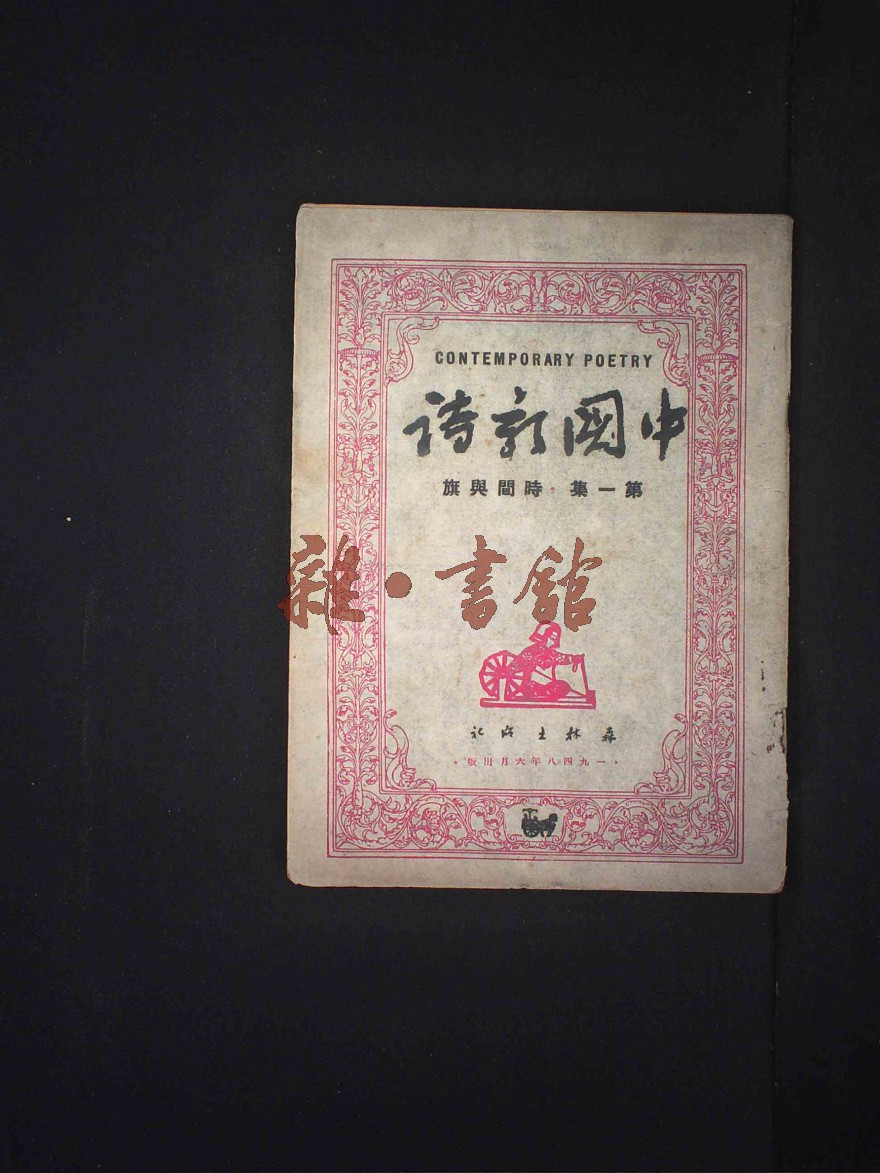 CONTEMPORARY POETRY
中國新詩
第一集·時間與旗
雜·書館
森林出版社
·一九四八年六月出版·